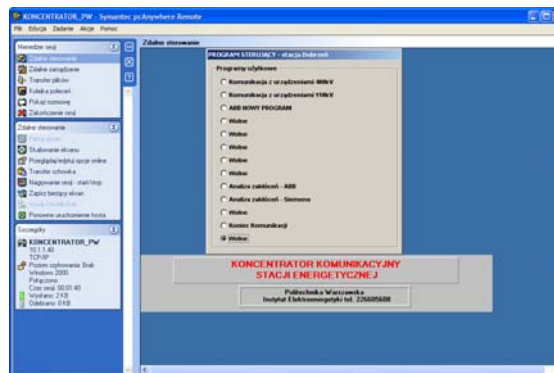 KONCENTRATOR_PW - Symantec pcAnywhere Remote
Plik Edycja Zadanie Akcje Pomoc
Menedżer sesji
Zdalne sterowanie
Zdalne zarządzanie
Transfer plików
Kolejka poleceń
Pokaż rozmowę
Zakończenie sesji
Zdalne sterowanie
Pełny ekran
Skalowanie ekranu
Przeglądaj/edytuj opcje online
Transfer schowka
Nagrywanie sesji - start/stop
Zapisz bieżący ekran
Ponowne uruchomienie hosta
Szczegóły
KONCENTRATOR_PW
10.1.1.40
TCP/IP
Poziom szyfrowania: Brak
Windows 2000
Połączono
Czas sesji: 00:01:40
Wysłano: 2 KB
Odebrano: 0 KB
Zdalne sterowanie
PROGRAM STERUJĄCY - stacja Dobrzeń
Programy użytkowe
Komunikacja z urządzeniami 400kV
Komunikacja z urządzeniami 110kV
ABB NOWY PROGRAM
Wolne
Wolne
Wolne
Wolne
Wolne
Analiza zakłóceń - ABB
Analiza zakłóceń - Siemens
Wolne
Koniec Komunikacji
Wolne
KONCENTRATOR KOMUNIKACYJNY
STACJI ENERGETYCZNEJ
Politechnika Warszawska
Instytut Elektroenergetyki tel. 226605608